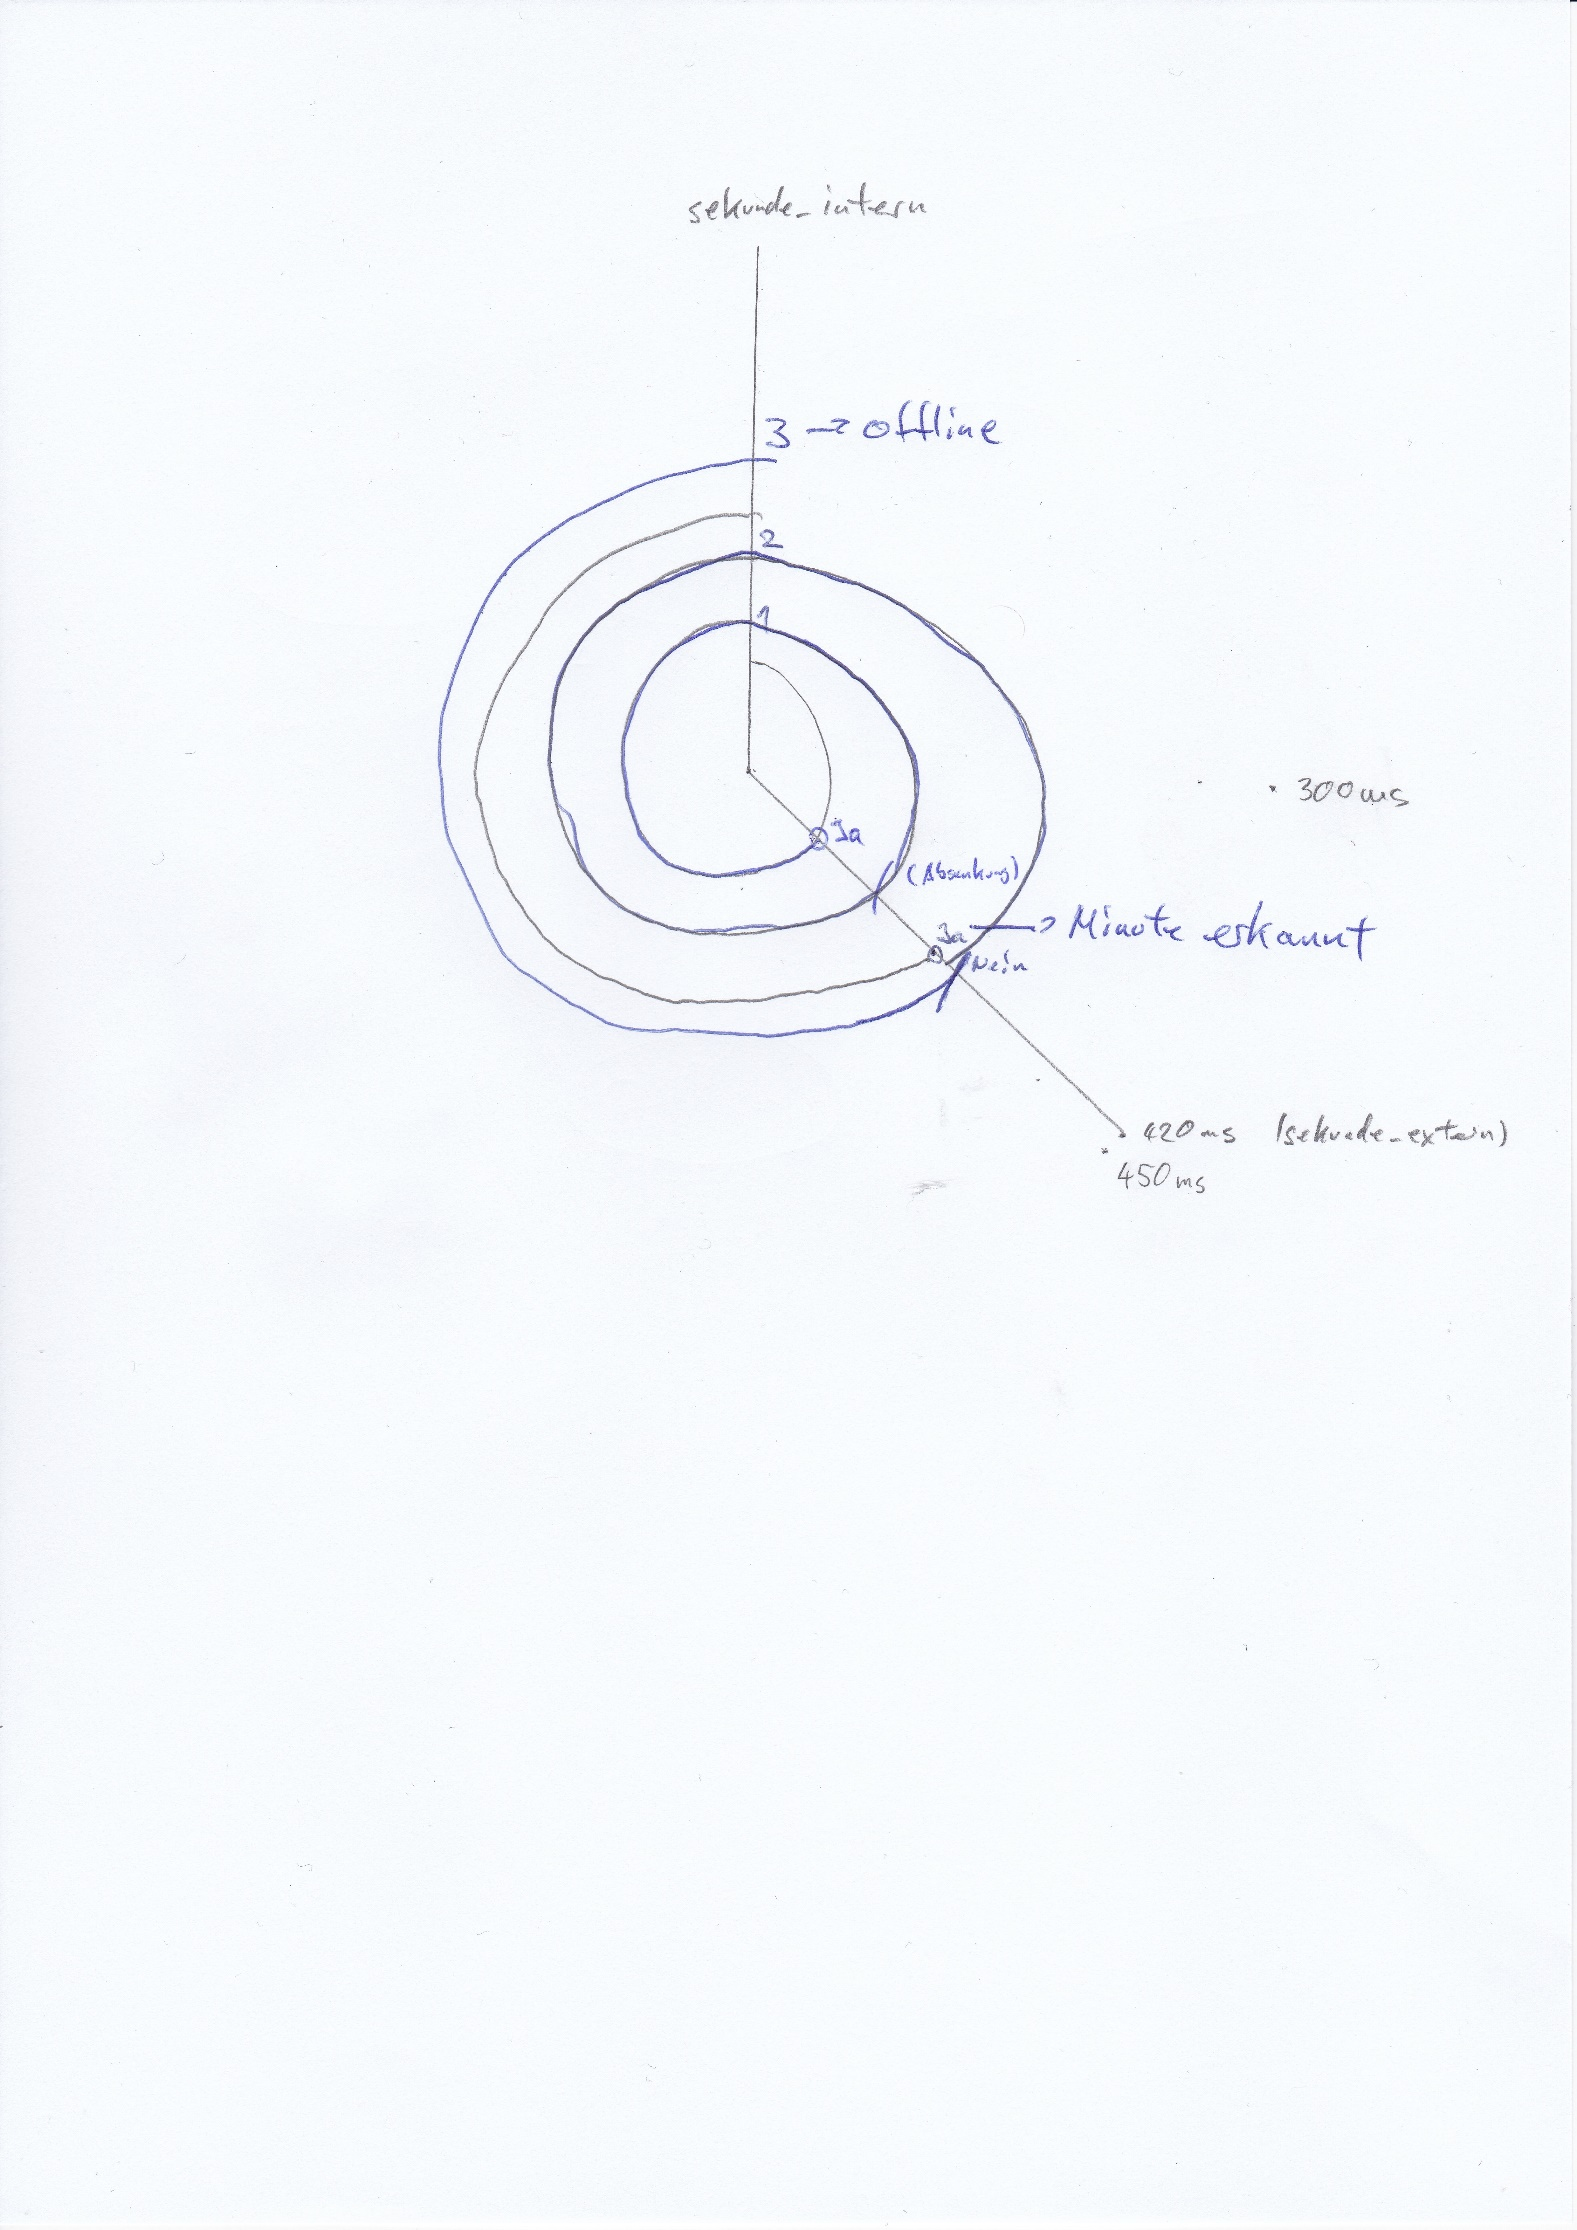 sekunde_intern
3 → offline
2
1
300ms
Ja
(Absenkung)
Ja → Minute erkannt
Nein
420ms (sekunde_extern)
450ms